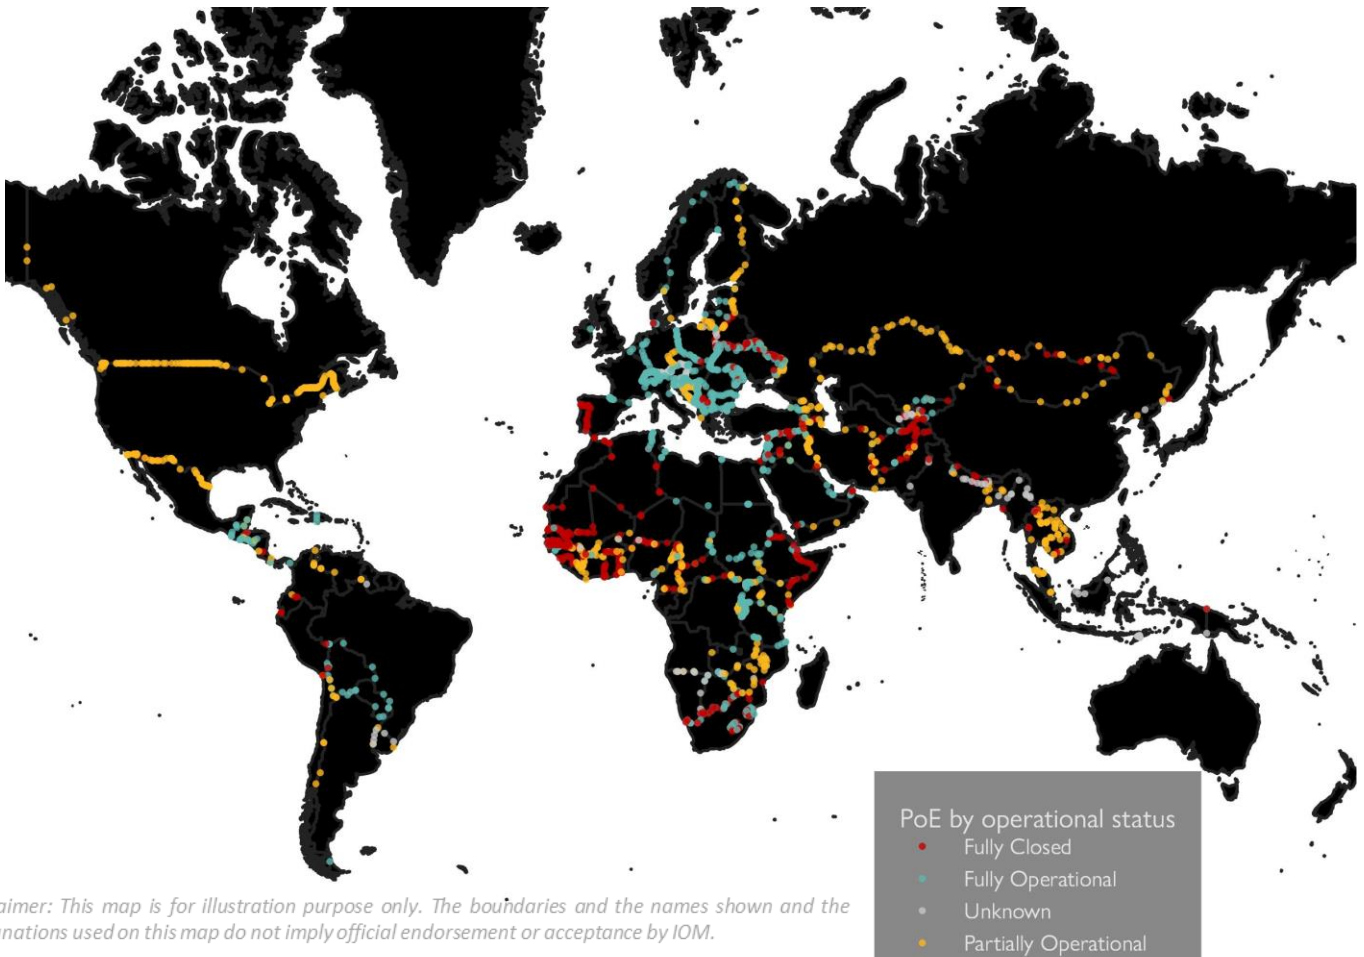 PoE by operational status
Fully Closed
Fully Operational
Unknown
Partially Operational
aimer: This map is for illustration purpose only. The boundaries and the names shown and the
nations used on this map do not imply official endorsement or acceptance by IOM.